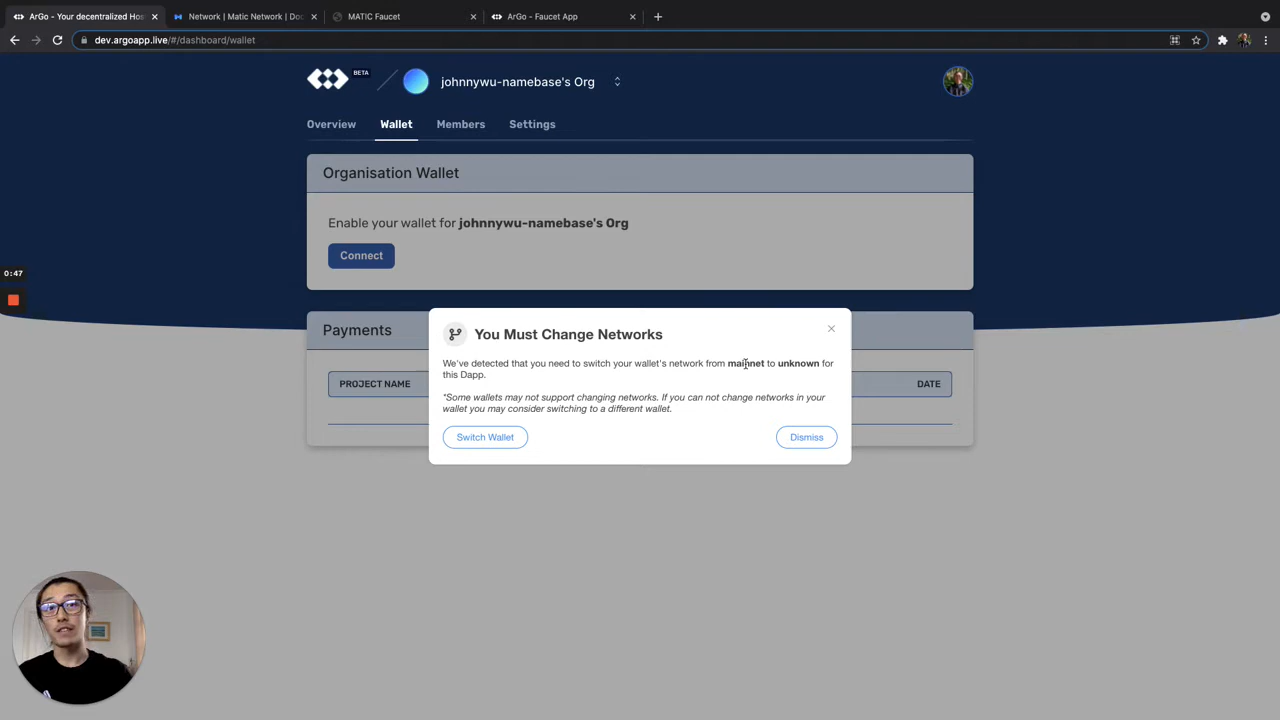 ArGo - Your decentralized Ho
Network | Matic Network | Doc
MATIC Faucet
ArGo - Faucet App
dev.argoapp.live/#/dashboard/wallet
BETA
johnnywu-namebase's Org
Overview
Wallet
Members
Settings
Organisation Wallet
Enable your wallet for johnnywu-namebase's Org
Connect
0:47
Payments
PROJECT NAME
DATE
You Must Change Networks
We've detected that you need to switch your wallet's network from mainnet to unknown for
this Dapp.
*Some wallets may not support changing networks. If you can not change networks in your
wallet you may consider switching to a different wallet.
Switch Wallet
Dismiss